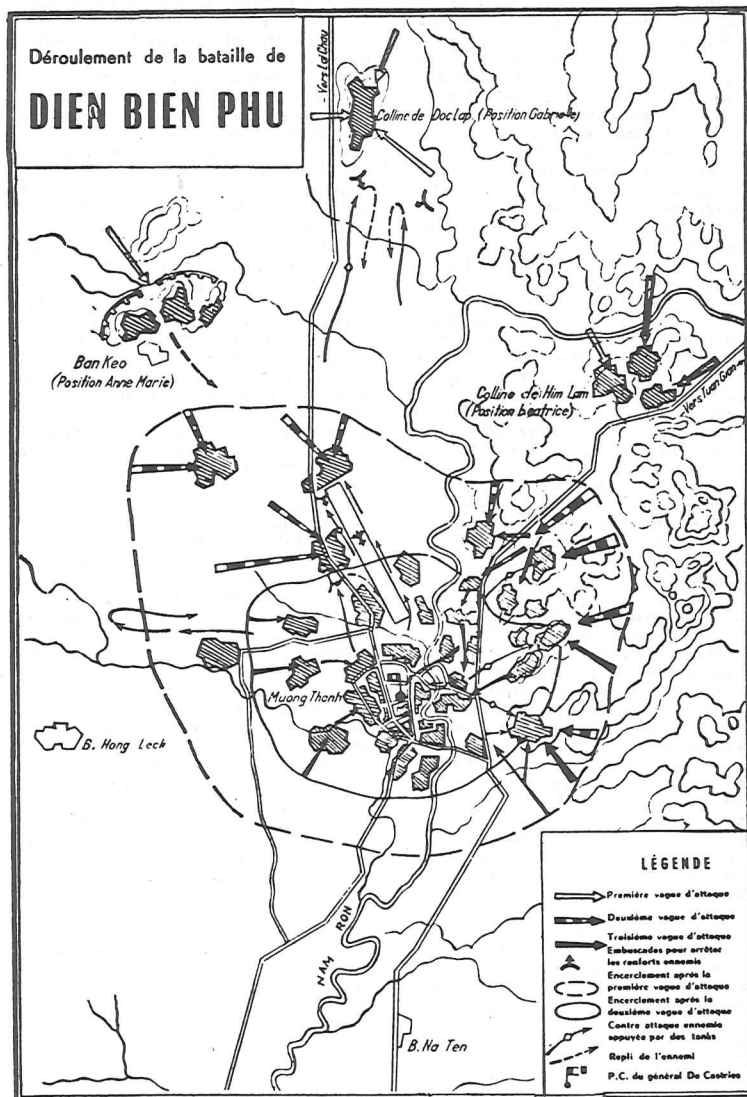 Déroulement de la bataille de
DIEN BIEN PHU
Vers Laï Chau
Colline de Doc Lap (Position Gabrielle)
Ban Keo
(Position Anne Marie)
Colline de Him Lam
(Position béatrice)
Vers Tuan Giao
Muong Thanh
B. Hong Leck
NAM RON
B. Na Ten
LÉGENDE
Première vague d'attaque
Deuxième vague d'attaque
Troisième vague d'attaque
Embuscades pour arrêter
les renforts ennemis
Encerclement après la
première vague d'attaque
Encerclement après la
deuxième vague d'attaque
Contre attaque ennemie
appuyée par des tanks
Repli de l'ennemi
P.C. du général De Castries